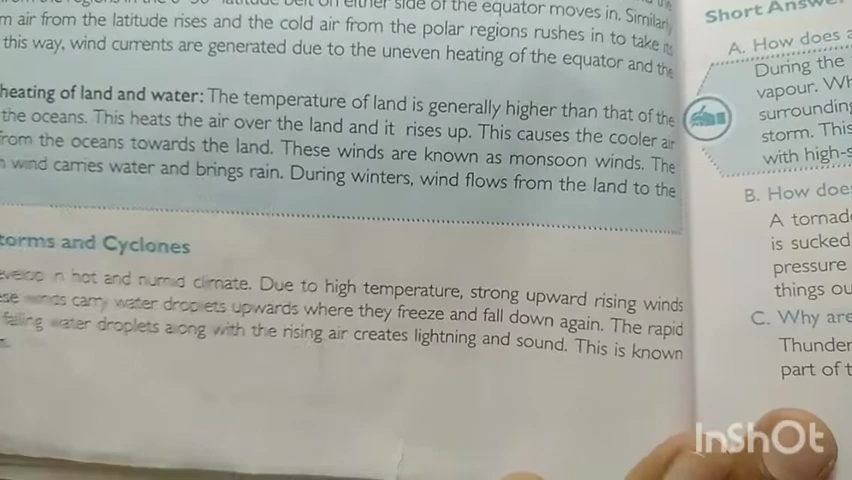 latitude belt on either side of the equator moves in. Similarly
m air from the latitude rises and the cold air from the polar regions rushes in to take its
this way, wind currents are generated due to the uneven heating of the equator and the
heating of land and water: The temperature of land is generally higher than that of the
the oceans. This heats the air over the land and it rises up. This causes the cooler air
from the oceans towards the land. These winds are known as monsoon winds. The
wind carries water and brings rain. During winters, wind flows from the land to the
torms and Cyclones
evelop in hot and humid climate. Due to high temperature, strong upward rising winds
ese winds carry water droplets upwards where they freeze and fall down again. The rapid
falling water droplets along with the rising air creates lightning and sound. This is known
Short Answer
A. How does a
During the
vapour. Wh
surrounding
storm. This
with high-s
B. How does
A tornad
is sucked
pressure
things ou
C. Why are
Thunder
part of t
InShOt